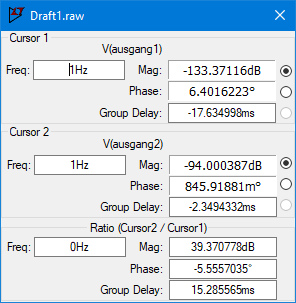 Draft1.raw
Cursor 1
V(ausgang1)
Freq: 1Hz Mag: -133.37116dB
Phase: 6.4016223°
Group Delay: -17.634998ms
Cursor 2
V(ausgang2)
Freq: 1Hz Mag: -94.000387dB
Phase: 845.91881m°
Group Delay: -2.3494332ms
Ratio (Cursor2 / Cursor1)
Freq: 0Hz Mag: 39.370778dB
Phase: -5.5557035°
Group Delay: 15.285565ms